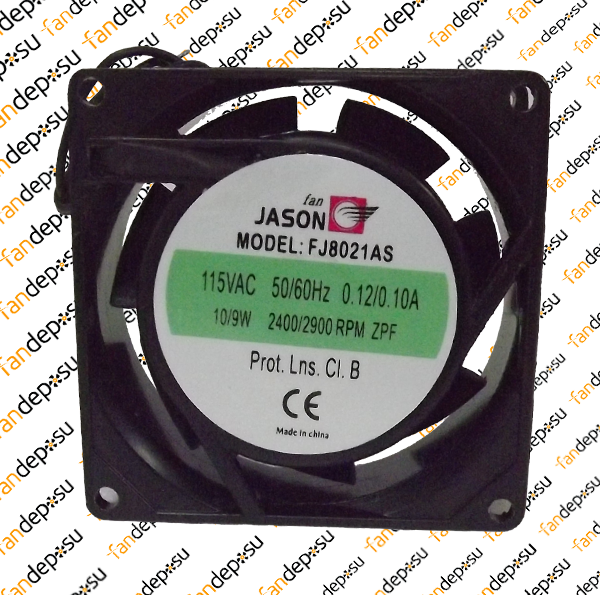 fan
JASON
MODEL: FJ8021AS
115VAC 50/60Hz 0.12/0.10A
10/9W 2400/2900 RPM ZPF
Prot. Lns. Cl. B
CE
Made in china
fandepo.su